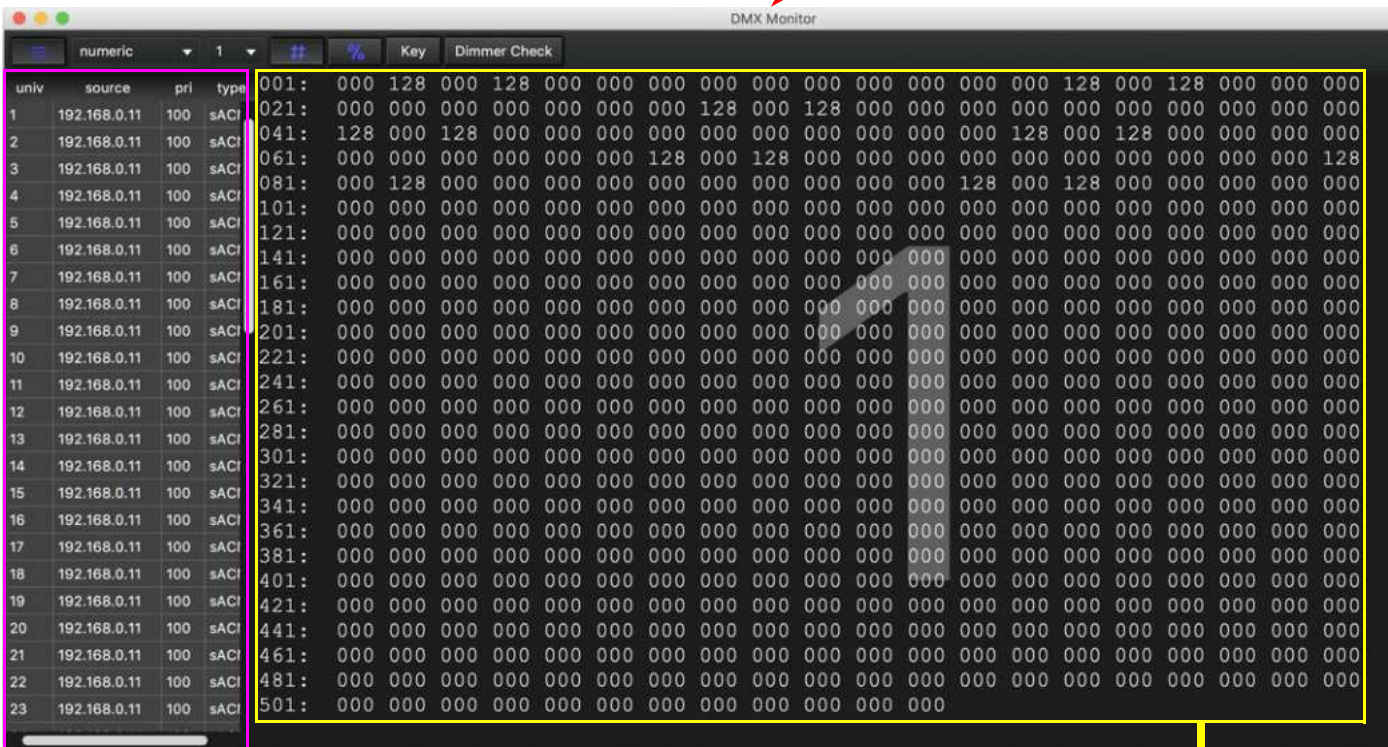 DMX Monitor
numeric 1 # % Key Dimmer Check
univ source pri type
1 192.168.0.11 100 sACN
2 192.168.0.11 100 sACN
3 192.168.0.11 100 sACN
4 192.168.0.11 100 sACN
5 192.168.0.11 100 sACN
6 192.168.0.11 100 sACN
7 192.168.0.11 100 sACN
8 192.168.0.11 100 sACN
9 192.168.0.11 100 sACN
10 192.168.0.11 100 sACN
11 192.168.0.11 100 sACN
12 192.168.0.11 100 sACN
13 192.168.0.11 100 sACN
14 192.168.0.11 100 sACN
15 192.168.0.11 100 sACN
16 192.168.0.11 100 sACN
17 192.168.0.11 100 sACN
18 192.168.0.11 100 sACN
19 192.168.0.11 100 sACN
20 192.168.0.11 100 sACN
21 192.168.0.11 100 sACN
22 192.168.0.11 100 sACN
23 192.168.0.11 100 sACN
001: 000 128 000 128 000 000 000 000 000 000 000 000 000 000 128 000 128 000 000 000
021: 000 000 000 000 000 000 000 128 000 128 000 000 000 000 000 000 000 000 000 000
041: 128 000 128 000 000 000 000 000 000 000 000 000 000 128 000 128 000 000 000 000
061: 000 000 000 000 000 000 128 000 128 000 000 000 000 000 000 000 000 000 000 128
081: 000 128 000 000 000 000 000 000 000 000 000 000 128 000 128 000 000 000 000 000
101: 000 000 000 000 000 000 000 000 000 000 000 000 000 000 000 000 000 000 000 000
121: 000 000 000 000 000 000 000 000 000 000 000 000 000 000 000 000 000 000 000 000
141: 000 000 000 000 000 000 000 000 000 000 000 000 000 000 000 000 000 000 000 000
161: 000 000 000 000 000 000 000 000 000 000 000 000 000 000 000 000 000 000 000 000
181: 000 000 000 000 000 000 000 000 000 000 000 000 000 000 000 000 000 000 000 000
201: 000 000 000 000 000 000 000 000 000 000 000 000 000 000 000 000 000 000 000 000
221: 000 000 000 000 000 000 000 000 000 000 000 000 000 000 000 000 000 000 000 000
241: 000 000 000 000 000 000 000 000 000 000 000 000 000 000 000 000 000 000 000 000
261: 000 000 000 000 000 000 000 000 000 000 000 000 000 000 000 000 000 000 000 000
281: 000 000 000 000 000 000 000 000 000 000 000 000 000 000 000 000 000 000 000 000
301: 000 000 000 000 000 000 000 000 000 000 000 000 000 000 000 000 000 000 000 000
321: 000 000 000 000 000 000 000 000 000 000 000 000 000 000 000 000 000 000 000 000
341: 000 000 000 000 000 000 000 000 000 000 000 000 000 000 000 000 000 000 000 000
361: 000 000 000 000 000 000 000 000 000 000 000 000 000 000 000 000 000 000 000 000
381: 000 000 000 000 000 000 000 000 000 000 000 000 000 000 000 000 000 000 000 000
401: 000 000 000 000 000 000 000 000 000 000 000 000 000 000 000 000 000 000 000 000
421: 000 000 000 000 000 000 000 000 000 000 000 000 000 000 000 000 000 000 000 000
441: 000 000 000 000 000 000 000 000 000 000 000 000 000 000 000 000 000 000 000 000
461: 000 000 000 000 000 000 000 000 000 000 000 000 000 000 000 000 000 000 000 000
481: 000 000 000 000 000 000 000 000 000 000 000 000 000 000 000 000 000 000 000 000
501: 000 000 000 000 000 000 000 000 000 000 000 000
1